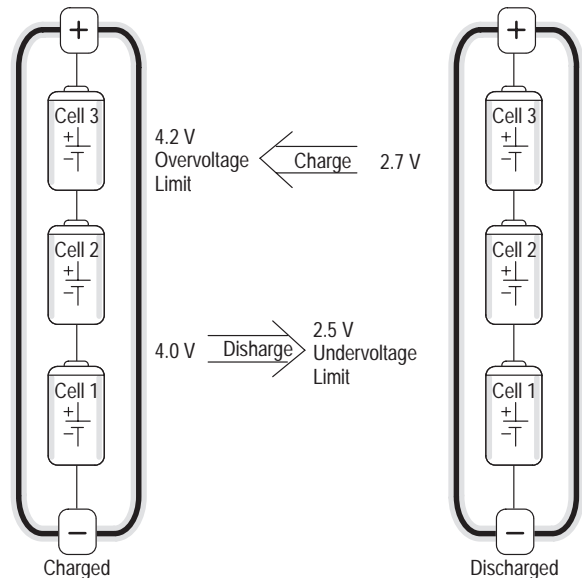 +
+
Cell 3
+
−
4.2 V
Overvoltage
Limit
Charge
2.7 V
Cell 3
+
−
Cell 2
+
−
Cell 2
+
−
4.0 V
Disharge
2.5 V
Undervoltage
Limit
Cell 1
+
−
Cell 1
+
−
−
−
Charged
Discharged